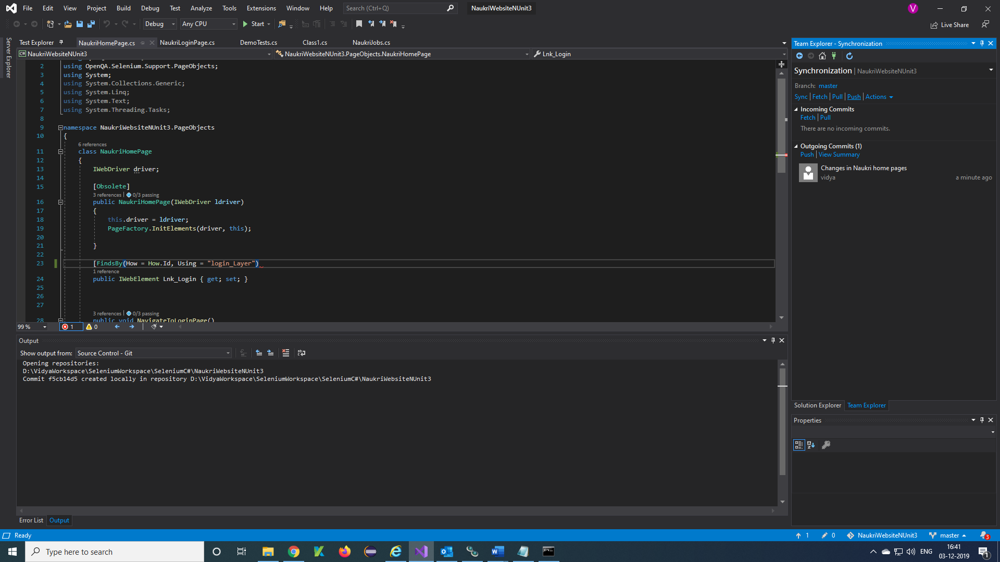 File Edit View Project Build Debug Test Analyze Tools Extensions Window Help Search (Ctrl+Q) NaukriWebsiteNUnit3 V
Debug Any CPU Start Live Share
Server Explorer
Test Explorer NaukriHomePage.cs NaukriLoginPage.cs DemoTests.cs Class1.cs NaukriJobs.cs
NaukriWebsiteNUnit3 NaukriWebsiteNUnit3.PageObjects.NaukriHomePage Lnk_Login
2 using OpenQA.Selenium.Support.PageObjects;
3 using System;
4 using System.Collections.Generic;
5 using System.Linq;
6 using System.Text;
7 using System.Threading.Tasks;
8
9 namespace NaukriWebsiteNUnit3.PageObjects
10 {
6 references
11 class NaukriHomePage
12 {
13 IWebDriver driver;
14
15 [Obsolete]
3 references | 0/3 passing
16 public NaukriHomePage(IWebDriver ldriver)
17 {
18 this.driver = ldriver;
19 PageFactory.InitElements(driver, this);
20
21 }
22
23 [FindsBy(How = How.Id, Using = "login_Layer")
1 reference
24 public IWebElement Lnk_Login { get; set; }
25
26
27
3 references | 0/3 passing
28 public void NavigateToLoginPage()
99 % 1 0
Output
Show output from: Source Control - Git
Opening repositories:
D:\VidyaWorkspace\SeleniumWorkspace\SeleniumC#\NaukriWebsiteNUnit3
Commit f5cb14d5 created locally in repository D:\VidyaWorkspace\SeleniumWorkspace\SeleniumC#\NaukriWebsiteNUnit3
Error List Output
Team Explorer - Synchronization
Synchronization | NaukriWebsiteNUnit3
Branch: master
Sync | Fetch | Pull | Push | Actions
Incoming Commits
Fetch | Pull
There are no incoming commits.
Outgoing Commits (1)
Push | View Summary
Changes in Naukri home pages
vidya a minute ago
Solution Explorer Team Explorer
Properties
Ready 1 0 NaukriWebsiteNUnit3 master 3
Type here to search ENG 16:41
03-12-2019 1